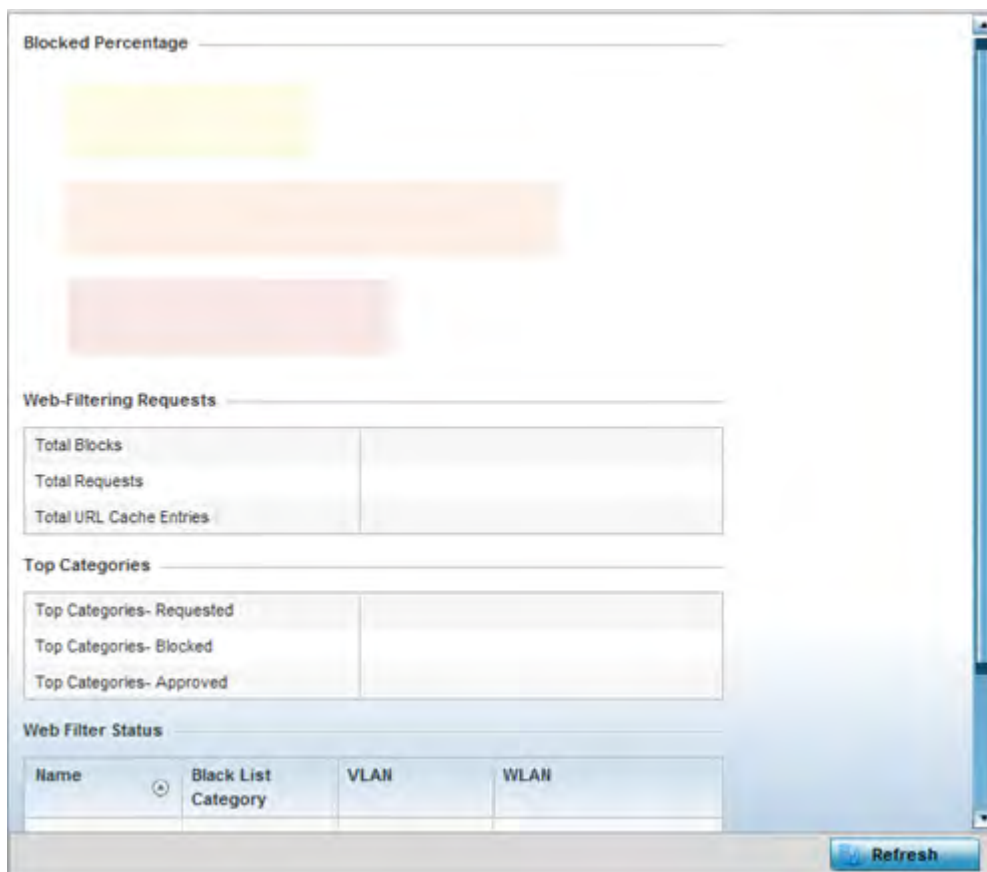 Blocked Percentage
Web-Filtering Requests
Total Blocks
Total Requests
Total URL Cache Entries
Top Categories
Top Categories- Requested
Top Categories- Blocked
Top Categories- Approved
Web Filter Status
Name
Black List
Category
VLAN
WLAN
Refresh